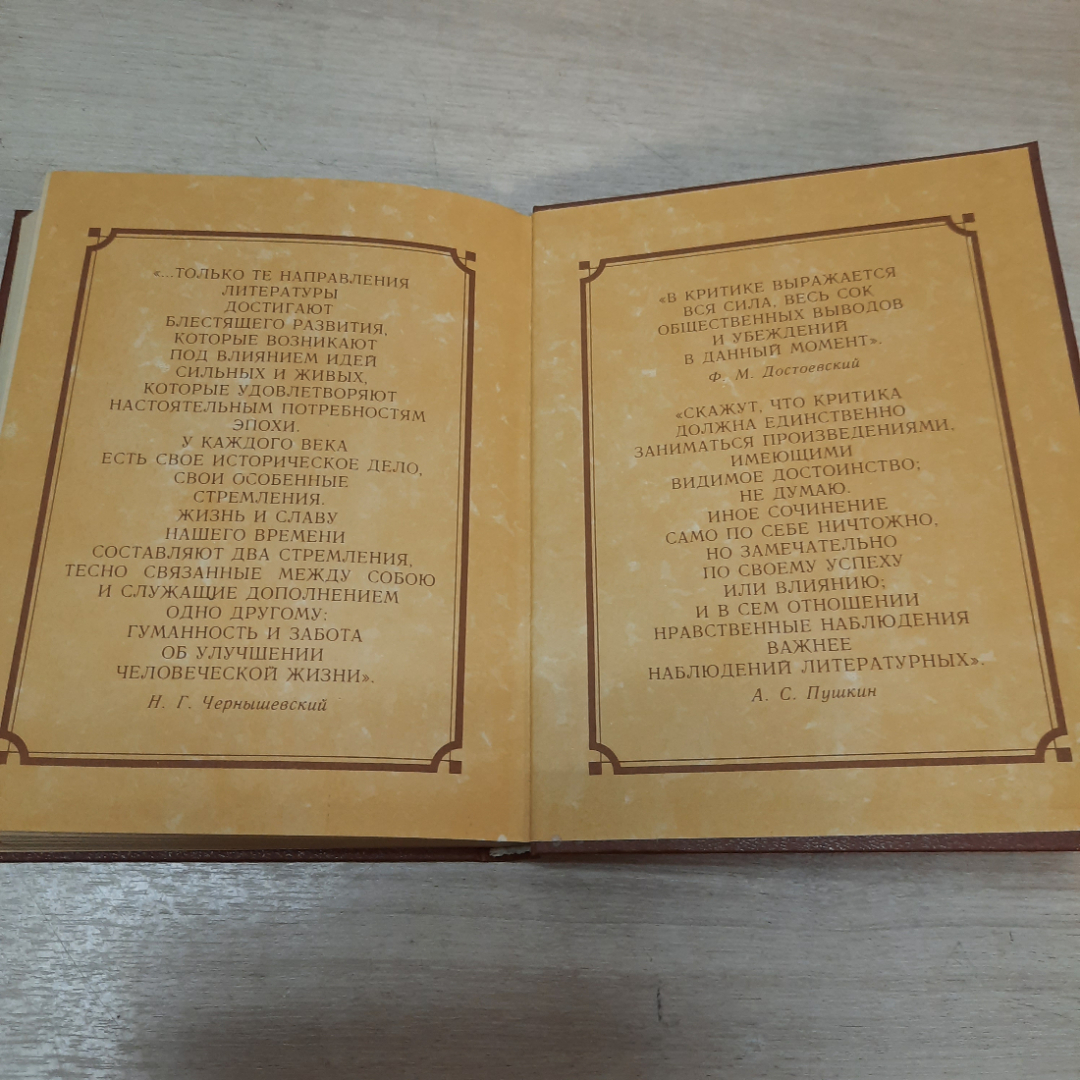 «...ТОЛЬКО ТЕ НАПРАВЛЕНИЯ
ЛИТЕРАТУРЫ
ДОСТИГАЮТ
БЛЕСТЯЩЕГО РАЗВИТИЯ,
КОТОРЫЕ ВОЗНИКАЮТ
ПОД ВЛИЯНИЕМ ИДЕЙ
СИЛЬНЫХ И ЖИВЫХ,
КОТОРЫЕ УДОВЛЕТВОРЯЮТ
НАСТОЯТЕЛЬНЫМ ПОТРЕБНОСТЯМ
ЭПОХИ.
У КАЖДОГО ВЕКА
ЕСТЬ СВОЕ ИСТОРИЧЕСКОЕ ДЕЛО,
СВОИ ОСОБЕННЫЕ
СТРЕМЛЕНИЯ.
ЖИЗНЬ И СЛАВУ
НАШЕГО ВРЕМЕНИ
СОСТАВЛЯЮТ ДВА СТРЕМЛЕНИЯ,
ТЕСНО СВЯЗАННЫЕ МЕЖДУ СОБОЮ
И СЛУЖАЩИЕ ДОПОЛНЕНИЕМ
ОДНО ДРУГОМУ:
ГУМАННОСТЬ И ЗАБОТА
ОБ УЛУЧШЕНИИ
ЧЕЛОВЕЧЕСКОЙ ЖИЗНИ».
Н. Г. Чернышевский
«В КРИТИКЕ ВЫРАЖАЕТСЯ
ВСЯ СИЛА, ВЕСЬ СОК
ОБЩЕСТВЕННЫХ ВЫВОДОВ
И УБЕЖДЕНИЙ
В ДАННЫЙ МОМЕНТ».
Ф. М. Достоевский
«СКАЖУТ, ЧТО КРИТИКА
ДОЛЖНА ЕДИНСТВЕННО
ЗАНИМАТЬСЯ ПРОИЗВЕДЕНИЯМИ,
ИМЕЮЩИМИ
ВИДИМОЕ ДОСТОИНСТВО;
НЕ ДУМАЮ.
ИНОЕ СОЧИНЕНИЕ
САМО ПО СЕБЕ НИЧТОЖНО,
НО ЗАМЕЧАТЕЛЬНО
ПО СВОЕМУ УСПЕХУ
ИЛИ ВЛИЯНИЮ;
И В СЕМ ОТНОШЕНИИ
НРАВСТВЕННЫЕ НАБЛЮДЕНИЯ
ВАЖНЕЕ
НАБЛЮДЕНИЙ ЛИТЕРАТУРНЫХ».
А. С. Пушкин